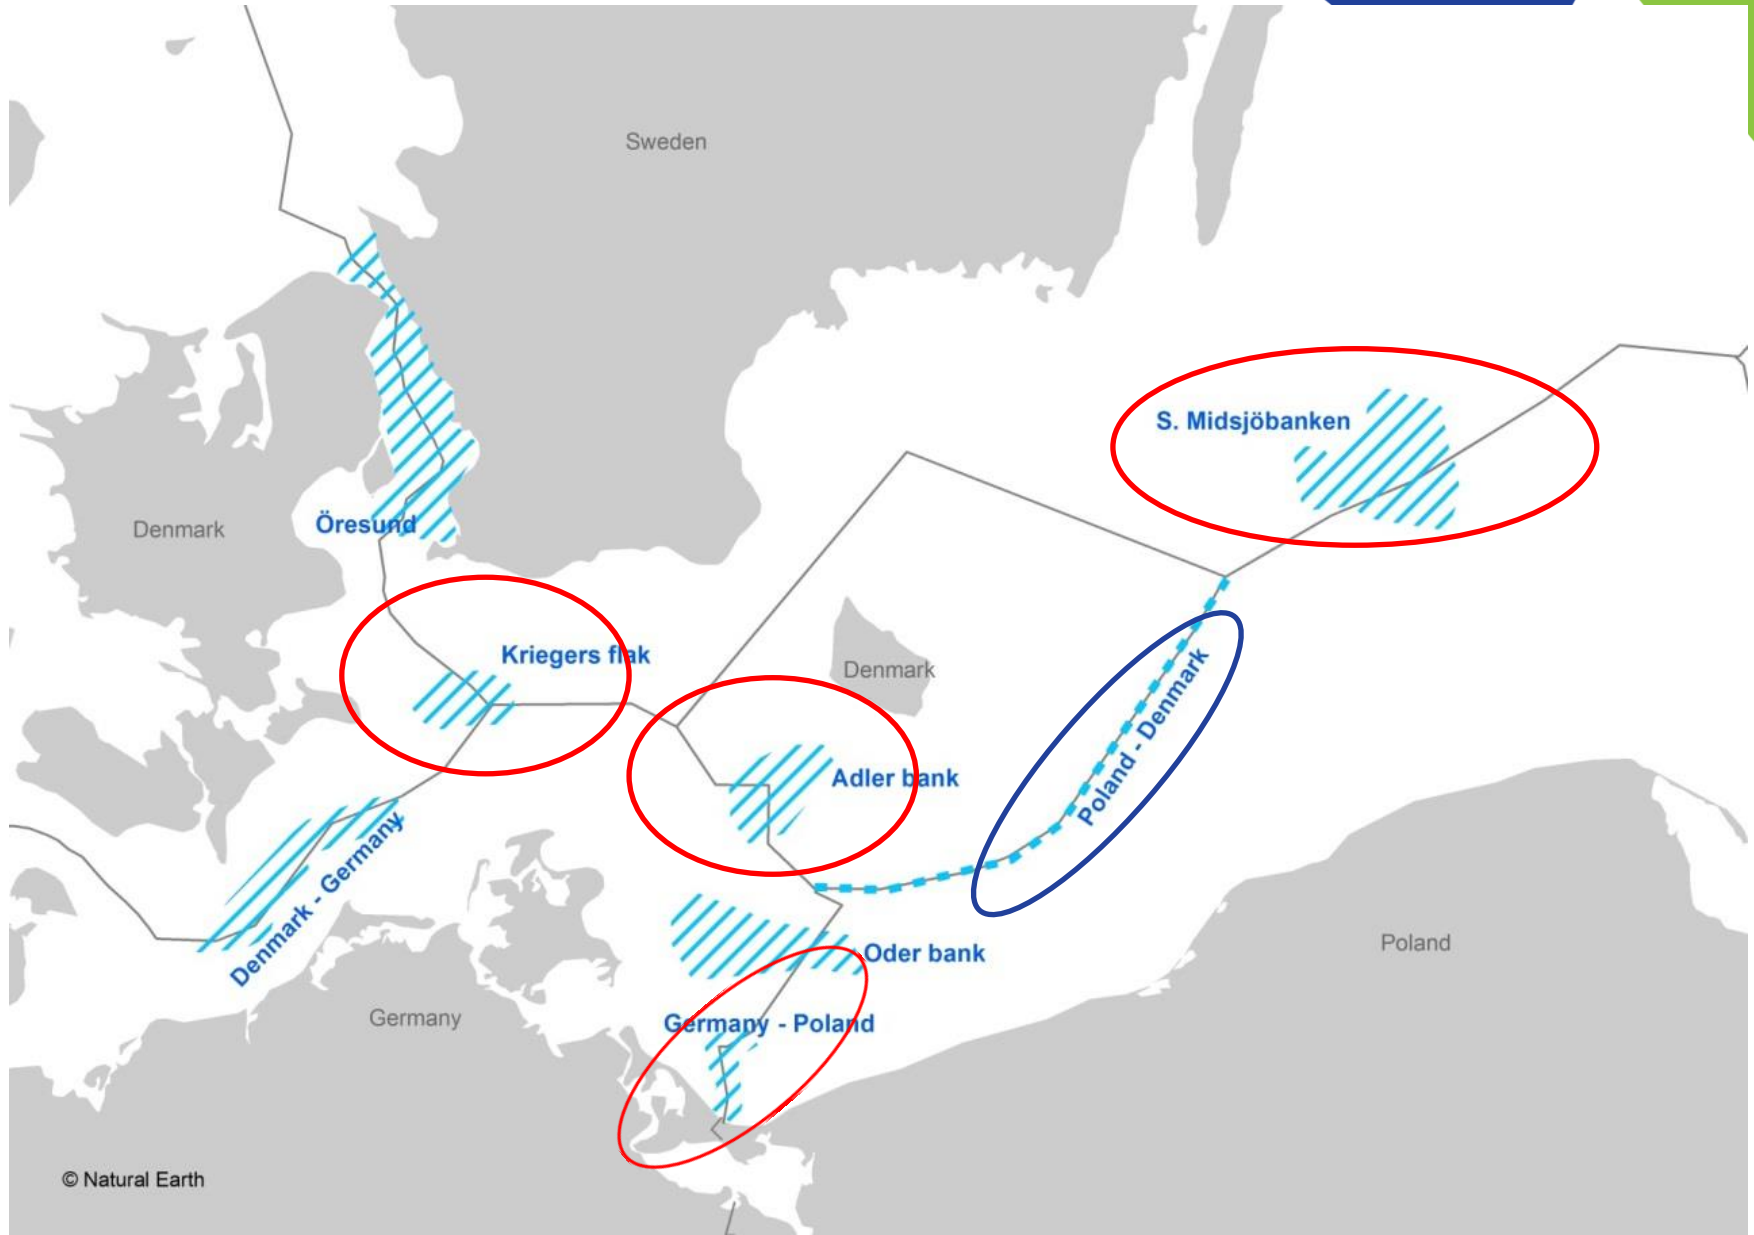 Sweden
S. Midsjöbanken
Denmark
Öresund
Kriegers flak
Denmark
Poland - Denmark
Adler bank
Denmark - Germany
Oder bank
Poland
Germany
Germany - Poland
© Natural Earth